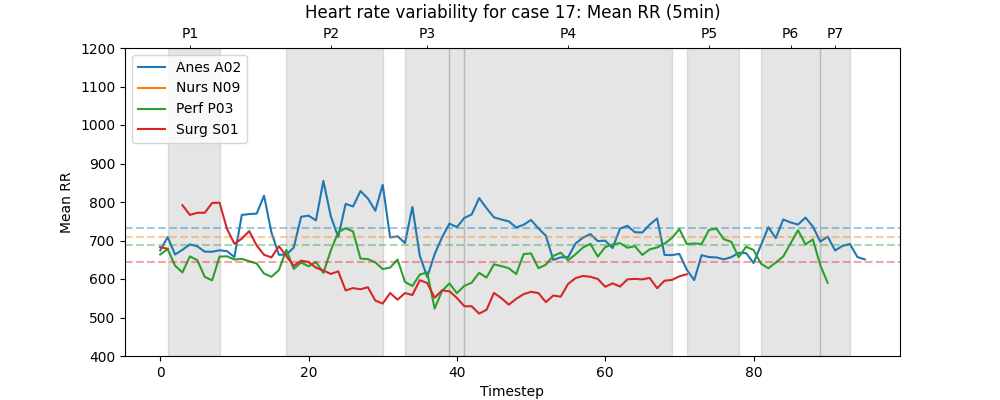 Heart rate variability for case 17: Mean RR (5min)
P1 P2 P3 P4 P5 P6 P7
1200
1100
1000
900
800
700
600
500
400
Mean RR
Anes A02
Nurs N09
Perf P03
Surg S01
0 20 40 60 80
Timestep